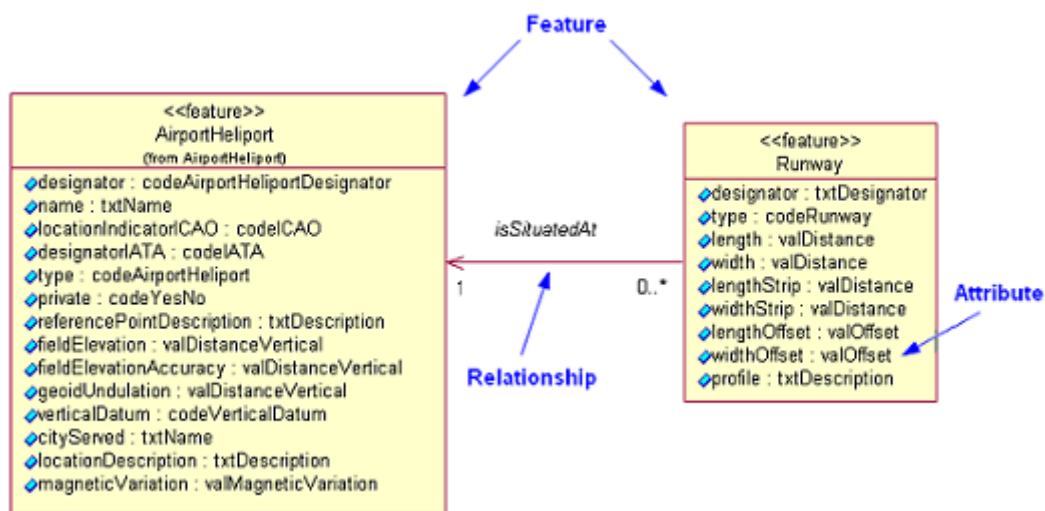 Feature
<<feature>>
AirportHeliport
(from AirportHeliport)
designator : codeAirportHeliportDesignator
name : txtName
locationIndicatorICAO : codeICAO
designatorIATA : codeIATA
type : codeAirportHeliport
private : codeYesNo
referencePointDescription : txtDescription
fieldElevation : valDistanceVertical
fieldElevationAccuracy : valDistanceVertical
geoidUndulation : valDistanceVertical
verticalDatum : codeVerticalDatum
cityServed : txtName
locationDescription : txtDescription
magneticVariation : valMagneticVariation
isSituatedAt
1
0..*
Relationship
<<feature>>
Runway
designator : txtDesignator
type : codeRunway
length : valDistance
width : valDistance
lengthStrip : valDistance
widthStrip : valDistance
lengthOffset : valOffset
widthOffset : valOffset
profile : txtDescription
Attribute